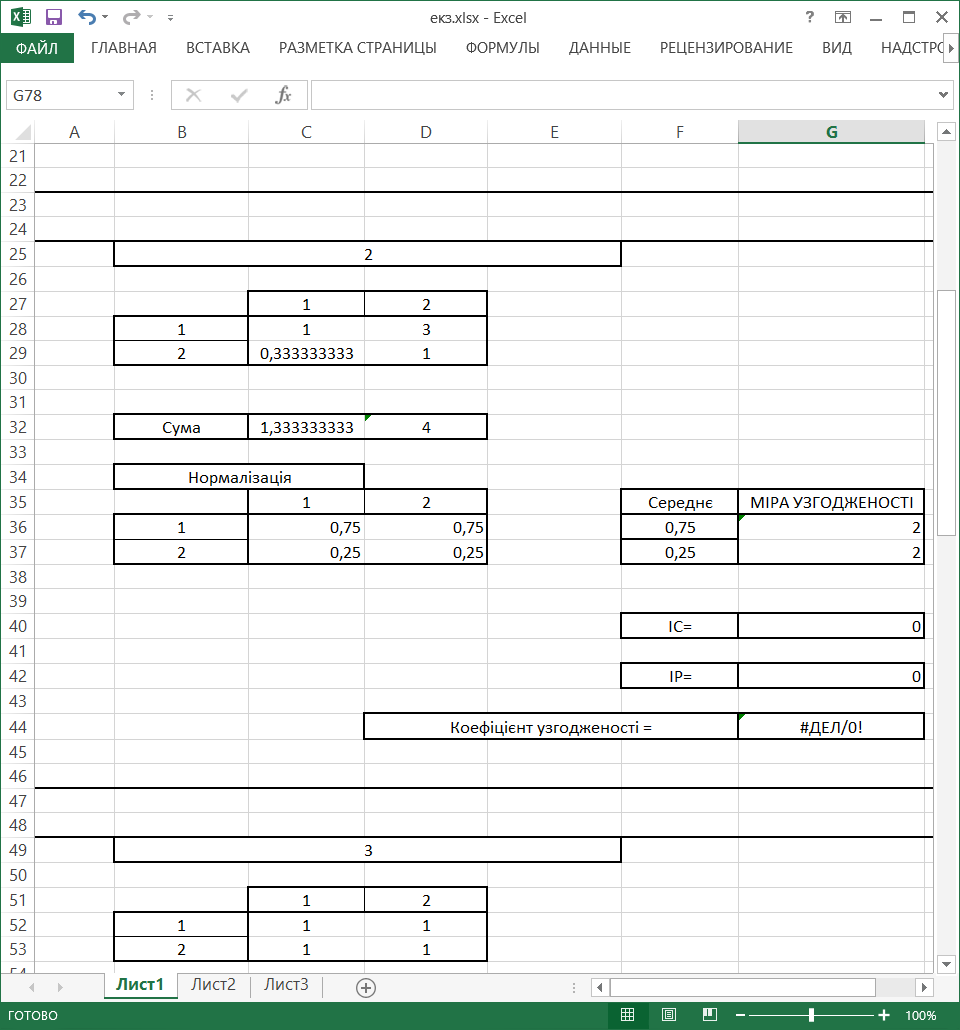 екз.xlsx - Excel
ФАЙЛ ГЛАВНАЯ ВСТАВКА РАЗМЕТКА СТРАНИЦЫ ФОРМУЛЫ ДАННЫЕ РЕЦЕНЗИРОВАНИЕ ВИД НАДСТРО
G78 fx
A B C D E F G
21
22
23
24
25 2
26
27 1 2
28 1 1 3
29 2 0,333333333 1
30
31
32 Сума 1,333333333 4
33
34 Нормалізація
35 1 2 Середнє МІРА УЗГОДЖЕНОСТІ
36 1 0,75 0,75 0,75 2
37 2 0,25 0,25 0,25 2
38
39
40 ІС= 0
41
42 ІР= 0
43
44 Коефіцієнт узгодженості = #ДЕЛ/0!
45
46
47
48
49 3
50
51 1 2
52 1 1 1
53 2 1 1
54
Лист1 Лист2 Лист3
ГОТОВО 100%